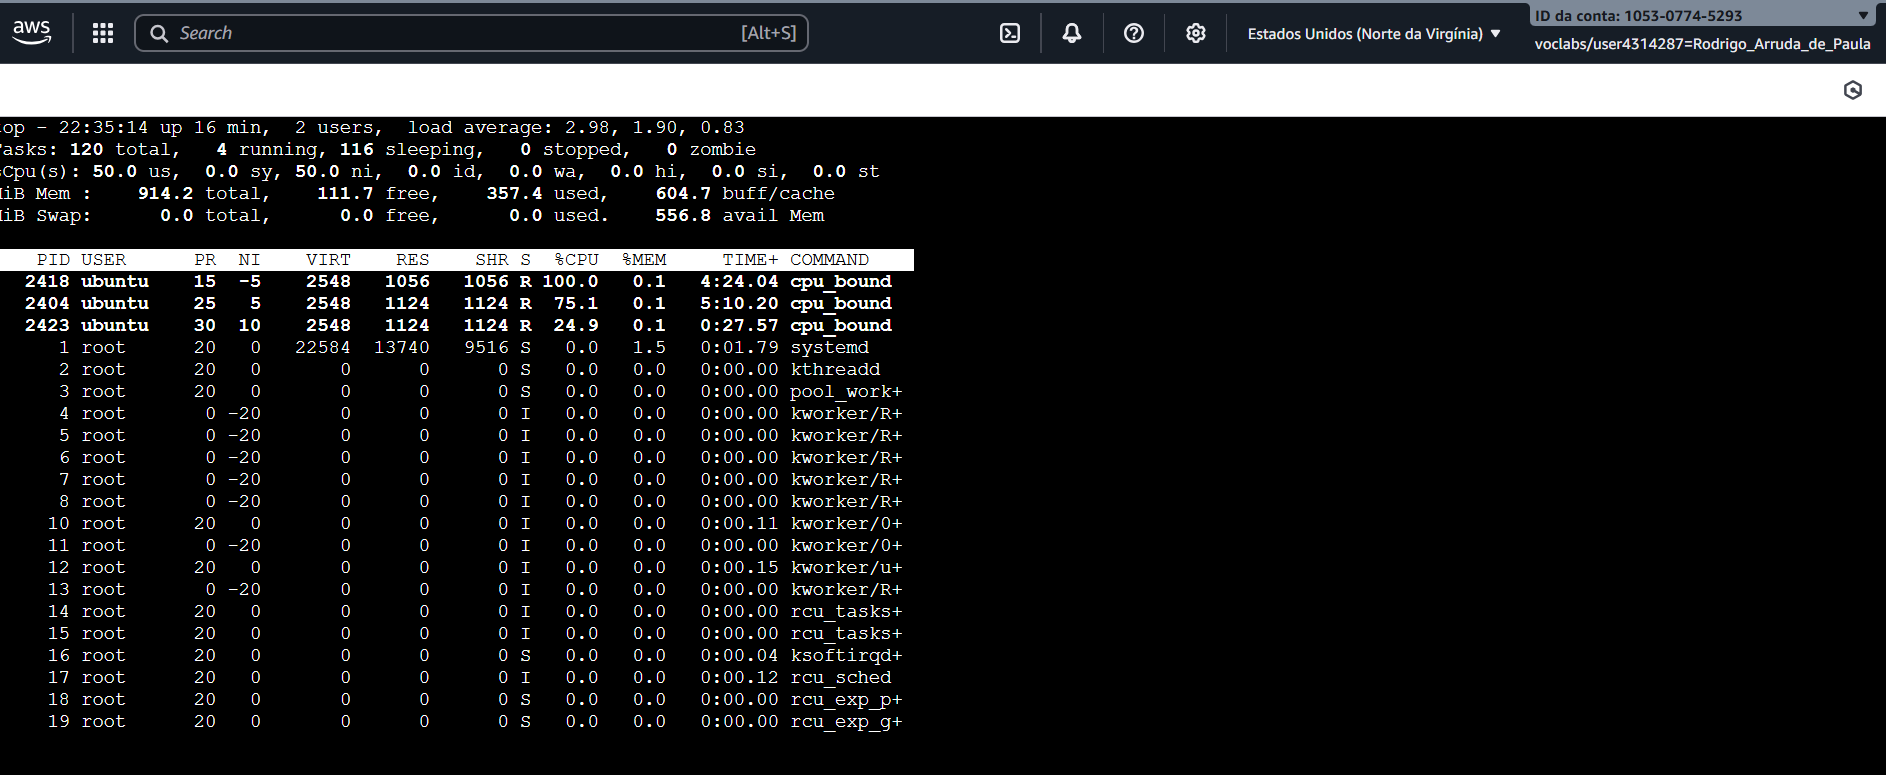 aws
Search [Alt+S]
Estados Unidos (Norte da Virgínia) ▼
ID da conta: 1053-0774-5293 ▼
voclabs/user4314287=Rodrigo_Arruda_de_Paula
top - 22:35:14 up 16 min,  2 users,  load average: 2.98, 1.90, 0.83
Tasks: 120 total,   4 running, 116 sleeping,   0 stopped,   0 zombie
%Cpu(s): 50.0 us,  0.0 sy, 50.0 ni,  0.0 id,  0.0 wa,  0.0 hi,  0.0 si,  0.0 st
MiB Mem :    914.2 total,    111.7 free,    357.4 used,    604.7 buff/cache
MiB Swap:      0.0 total,      0.0 free,      0.0 used.    556.8 avail Mem
PID USER      PR  NI    VIRT    RES    SHR S  %CPU  %MEM     TIME+ COMMAND
2418 ubuntu    15  -5    2548   1056   1056 R 100.0   0.1   4:24.04 cpu_bound
2404 ubuntu    25   5    2548   1124   1124 R  75.1   0.1   5:10.20 cpu_bound
2423 ubuntu    30  10    2548   1124   1124 R  24.9   0.1   0:27.57 cpu_bound
1 root      20   0   22584  13740   9516 S   0.0   1.5   0:01.79 systemd
2 root      20   0       0      0      0 S   0.0   0.0   0:00.00 kthreadd
3 root      20   0       0      0      0 S   0.0   0.0   0:00.00 pool_work+
4 root       0 -20       0      0      0 I   0.0   0.0   0:00.00 kworker/R+
5 root       0 -20       0      0      0 I   0.0   0.0   0:00.00 kworker/R+
6 root       0 -20       0      0      0 I   0.0   0.0   0:00.00 kworker/R+
7 root       0 -20       0      0      0 I   0.0   0.0   0:00.00 kworker/R+
8 root       0 -20       0      0      0 I   0.0   0.0   0:00.00 kworker/R+
10 root      20   0       0      0      0 I   0.0   0.0   0:00.11 kworker/0+
11 root       0 -20       0      0      0 I   0.0   0.0   0:00.00 kworker/0+
12 root      20   0       0      0      0 I   0.0   0.0   0:00.15 kworker/u+
13 root       0 -20       0      0      0 I   0.0   0.0   0:00.00 kworker/R+
14 root      20   0       0      0      0 I   0.0   0.0   0:00.00 rcu_tasks+
15 root      20   0       0      0      0 I   0.0   0.0   0:00.00 rcu_tasks+
16 root      20   0       0      0      0 S   0.0   0.0   0:00.04 ksoftirqd+
17 root      20   0       0      0      0 I   0.0   0.0   0:00.12 rcu_sched
18 root      20   0       0      0      0 S   0.0   0.0   0:00.00 rcu_exp_p+
19 root      20   0       0      0      0 S   0.0   0.0   0:00.00 rcu_exp_g+